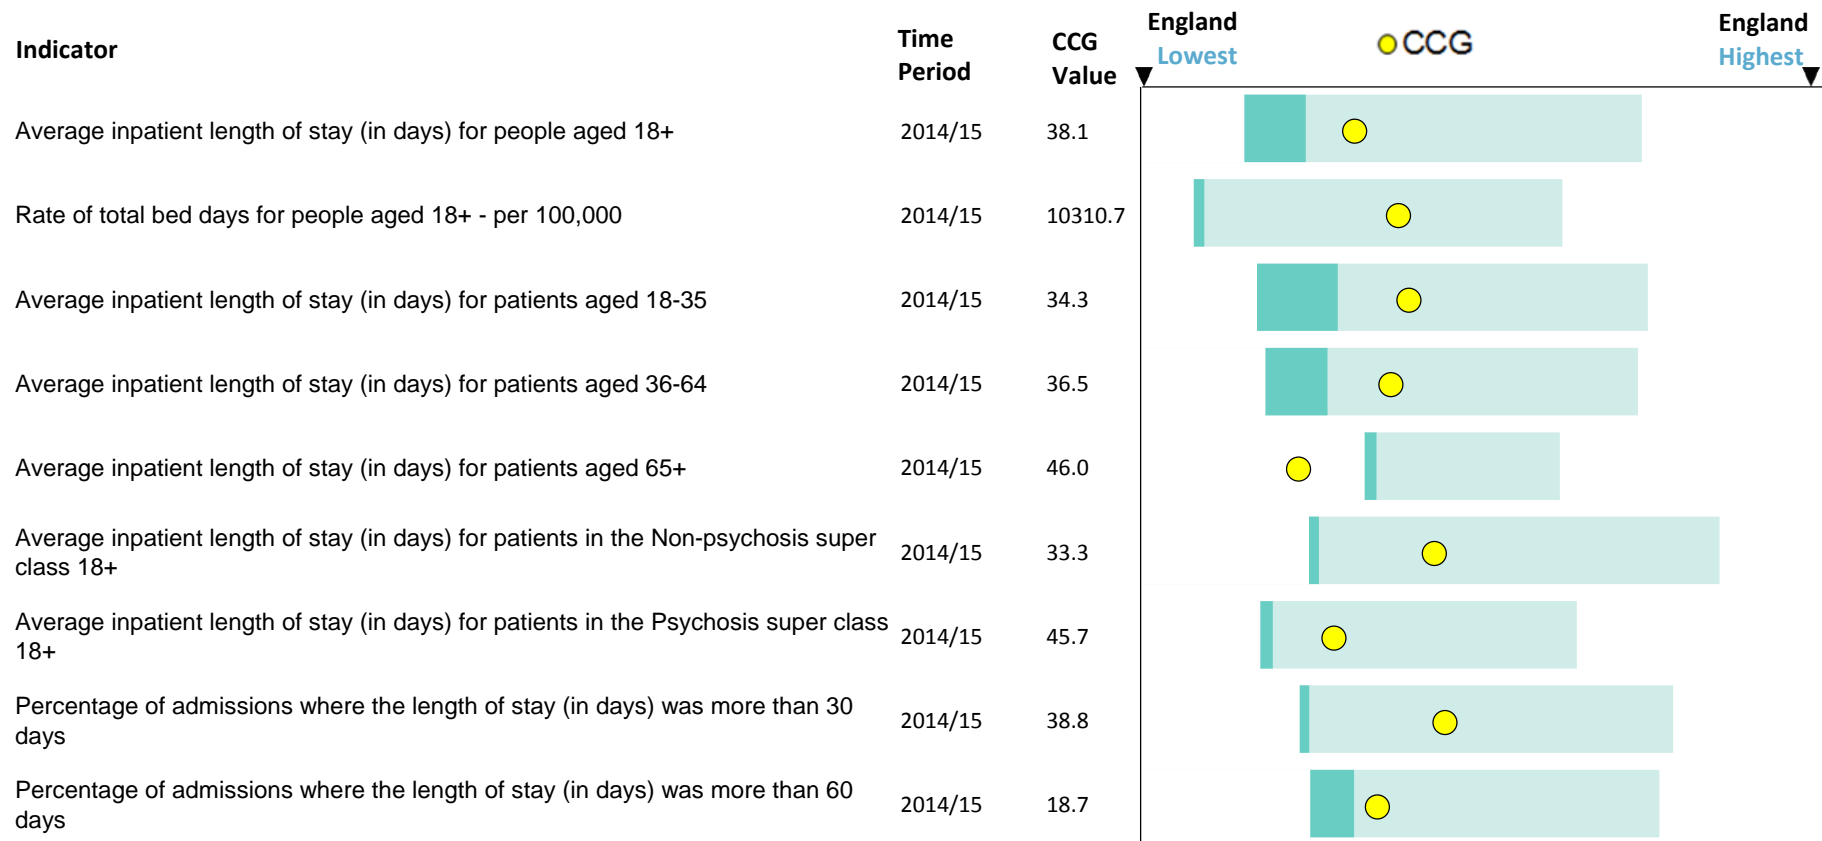 Indicator
Time
Period
CCG
Value
England
Lowest
CCG
England
Highest
Average inpatient length of stay (in days) for people aged 18+ 2014/15 38.1
Rate of total bed days for people aged 18+ - per 100,000 2014/15 10310.7
Average inpatient length of stay (in days) for patients aged 18-35 2014/15 34.3
Average inpatient length of stay (in days) for patients aged 36-64 2014/15 36.5
Average inpatient length of stay (in days) for patients aged 65+ 2014/15 46.0
Average inpatient length of stay (in days) for patients in the Non-psychosis super
class 18+
2014/15 33.3
Average inpatient length of stay (in days) for patients in the Psychosis super class
18+
2014/15 45.7
Percentage of admissions where the length of stay (in days) was more than 30
days
2014/15 38.8
Percentage of admissions where the length of stay (in days) was more than 60
days
2014/15 18.7